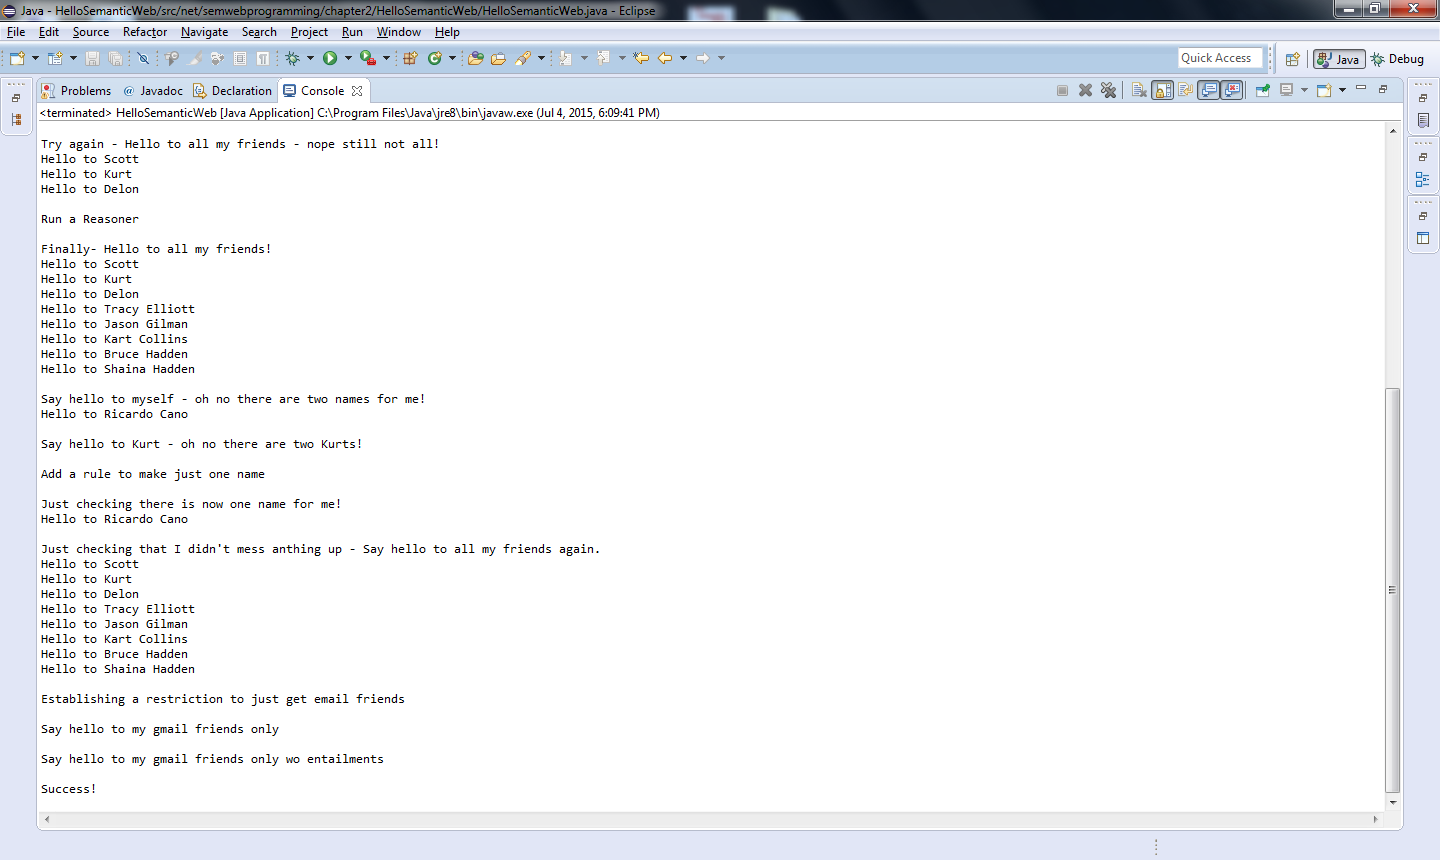 Java - HelloSemanticWeb/src/net/semwebprogramming/chapter2/HelloSemanticWeb/HelloSemanticWeb.java - Eclipse
File Edit Source Refactor Navigate Search Project Run Window Help
Quick Access Java Debug
Problems @ Javadoc Declaration Console
<terminated> HelloSemanticWeb [Java Application] C:\Program Files\Java\jre8\bin\javaw.exe (Jul 4, 2015, 6:09:41 PM)
Try again - Hello to all my friends - nope still not all!
Hello to Scott
Hello to Kurt
Hello to Delon
Run a Reasoner
Finally- Hello to all my friends!
Hello to Scott
Hello to Kurt
Hello to Delon
Hello to Tracy Elliott
Hello to Jason Gilman
Hello to Kart Collins
Hello to Bruce Hadden
Hello to Shaina Hadden
Say hello to myself - oh no there are two names for me!
Hello to Ricardo Cano
Say hello to Kurt - oh no there are two Kurts!
Add a rule to make just one name
Just checking there is now one name for me!
Hello to Ricardo Cano
Just checking that I didn't mess anthing up - Say hello to all my friends again.
Hello to Scott
Hello to Kurt
Hello to Delon
Hello to Tracy Elliott
Hello to Jason Gilman
Hello to Kart Collins
Hello to Bruce Hadden
Hello to Shaina Hadden
Establishing a restriction to just get email friends
Say hello to my gmail friends only
Say hello to my gmail friends only wo entailments
Success!